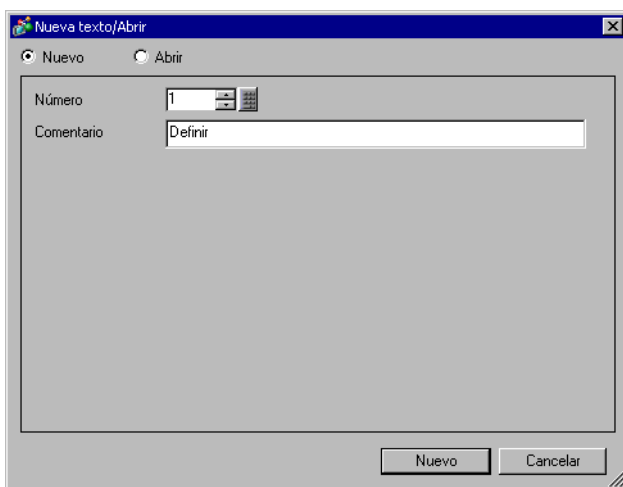 Nueva texto/Abrir
Nuevo Abrir
Número 1
Comentario Definir
Nuevo Cancelar